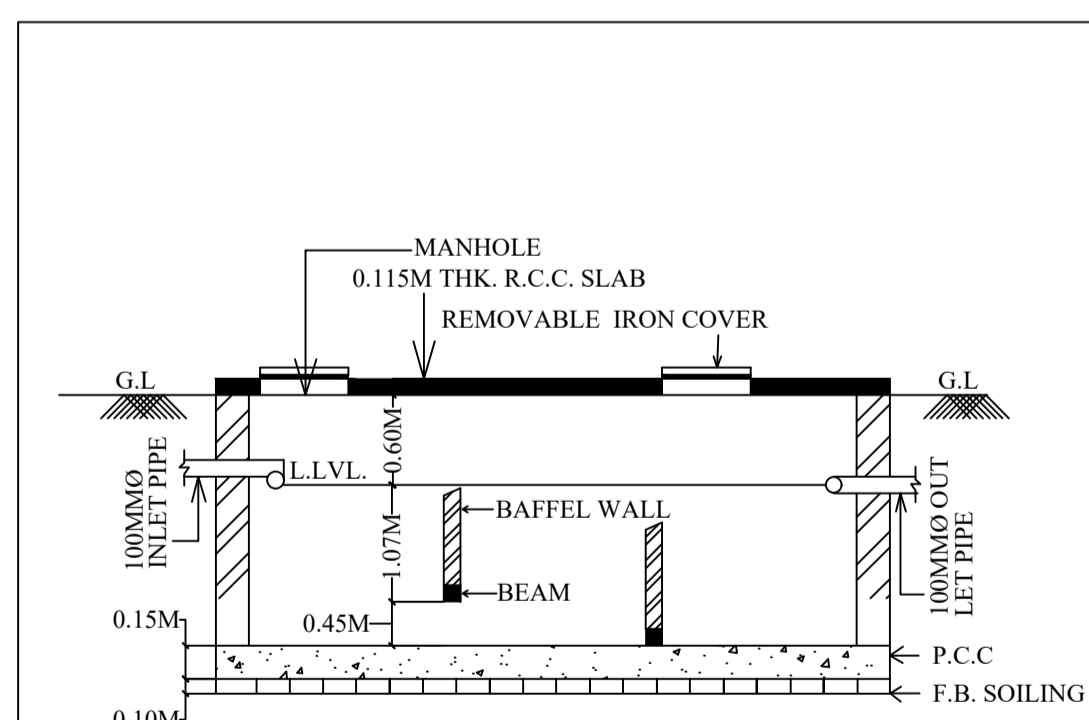 MANHOLE
0.115M THK. R.C.C. SLAB
REMOVABLE IRON COVER
G.L
G.L
0.60M
L.LVL.
100MMØ
INLET PIPE
BAFFEL WALL
1.07M
100MMØ OUT
LET PIPE
BEAM
0.45M
0.15M
P.C.C
F.B. SOILING
0.10M